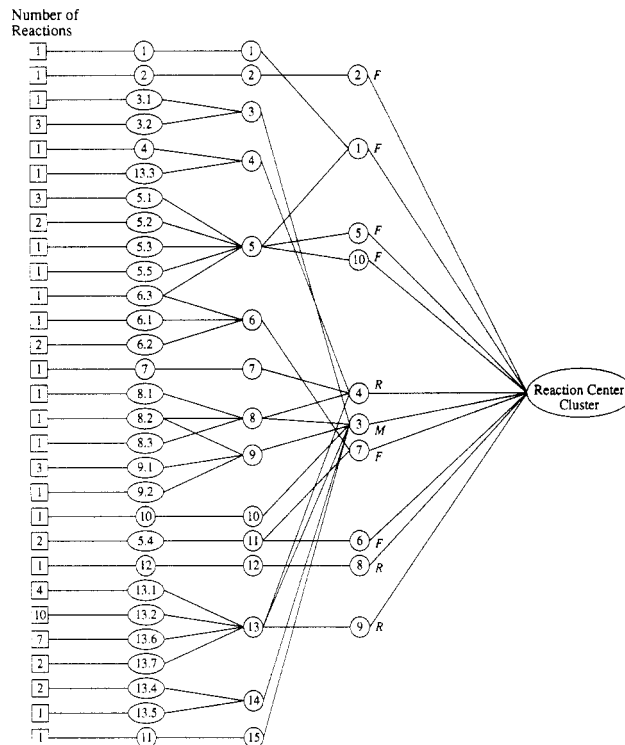 Number of
Reactions
1 1 1
1 2 2 2 F
1 3.1
3
3 3.2
1 4
4
1 13.3
1 F
3 5.1
2 5.2
5 F
1 5.3 5
10 F
1 5.5
1 6.3
1 6.1 6
2 6.2
1 7 7
4 R
Reaction Center
Cluster
1 8.1
1 8.2 8
3 M
1 8.3
9
7 F
3 9.1
1 9.2
1 10 10
2 5.4 11 6 F
1 12 12 8 R
4 13.1
10 13.2
13 9 R
7 13.6
2 13.7
2 13.4
14
1 13.5
1 11 15